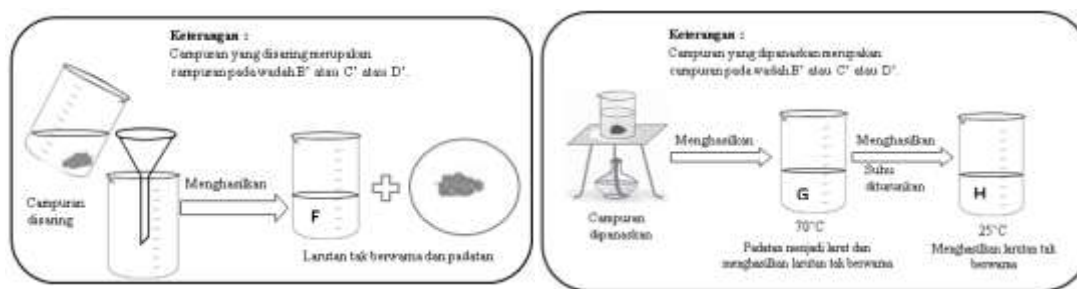 Keterangan :
Campuran yang disaring merupakan
campuran pada wadah B' atau C' atau D'.
Campuran
disaring
Menghasilkan
F
Larutan tak berwarna dan padatan
Keterangan :
Campuran yang dipanaskan merupakan
campuran pada wadah B' atau C' atau D'.
Campuran
dipanaskan
Menghasilkan
G
70°C
Padatan menjadi larut dan
menghasilkan larutan tak berwarna
Menghasilkan
Suhu
diturunkan
H
25°C
Menghasilkan larutan tak
berwarna